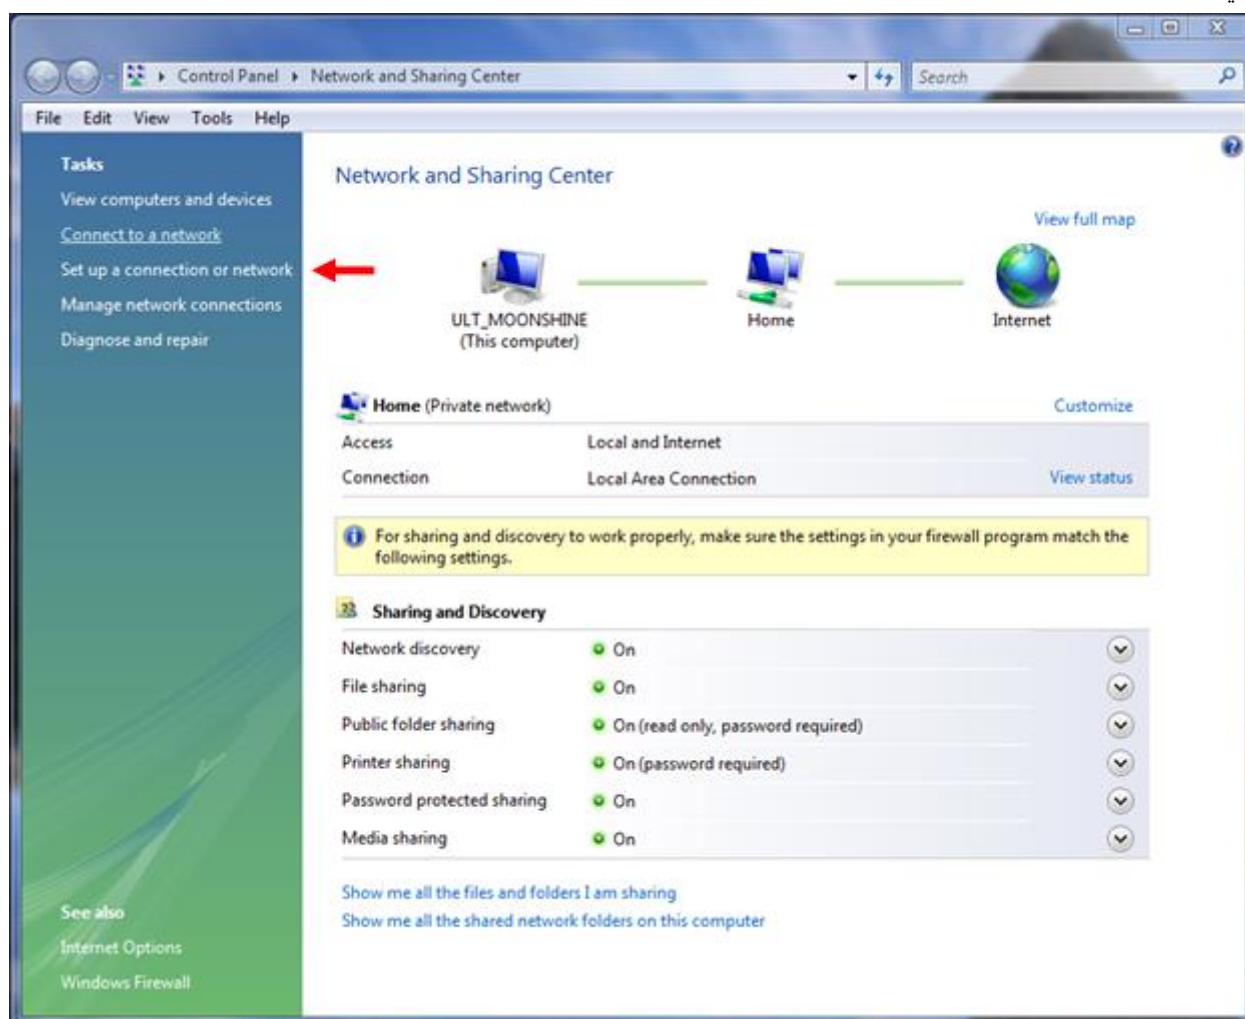 Control Panel
Network and Sharing Center
Search
File Edit View Tools Help
Tasks
View computers and devices
Connect to a network
Set up a connection or network
Manage network connections
Diagnose and repair
See also
Internet Options
Windows Firewall
Network and Sharing Center
View full map
ULT_MOONSHINE
(This computer)
Home
Internet
Home (Private network)
Customize
Access Local and Internet
Connection Local Area Connection View status
For sharing and discovery to work properly, make sure the settings in your firewall program match the
following settings.
Sharing and Discovery
Network discovery On
File sharing On
Public folder sharing On (read only, password required)
Printer sharing On (password required)
Password protected sharing On
Media sharing On
Show me all the files and folders I am sharing
Show me all the shared network folders on this computer